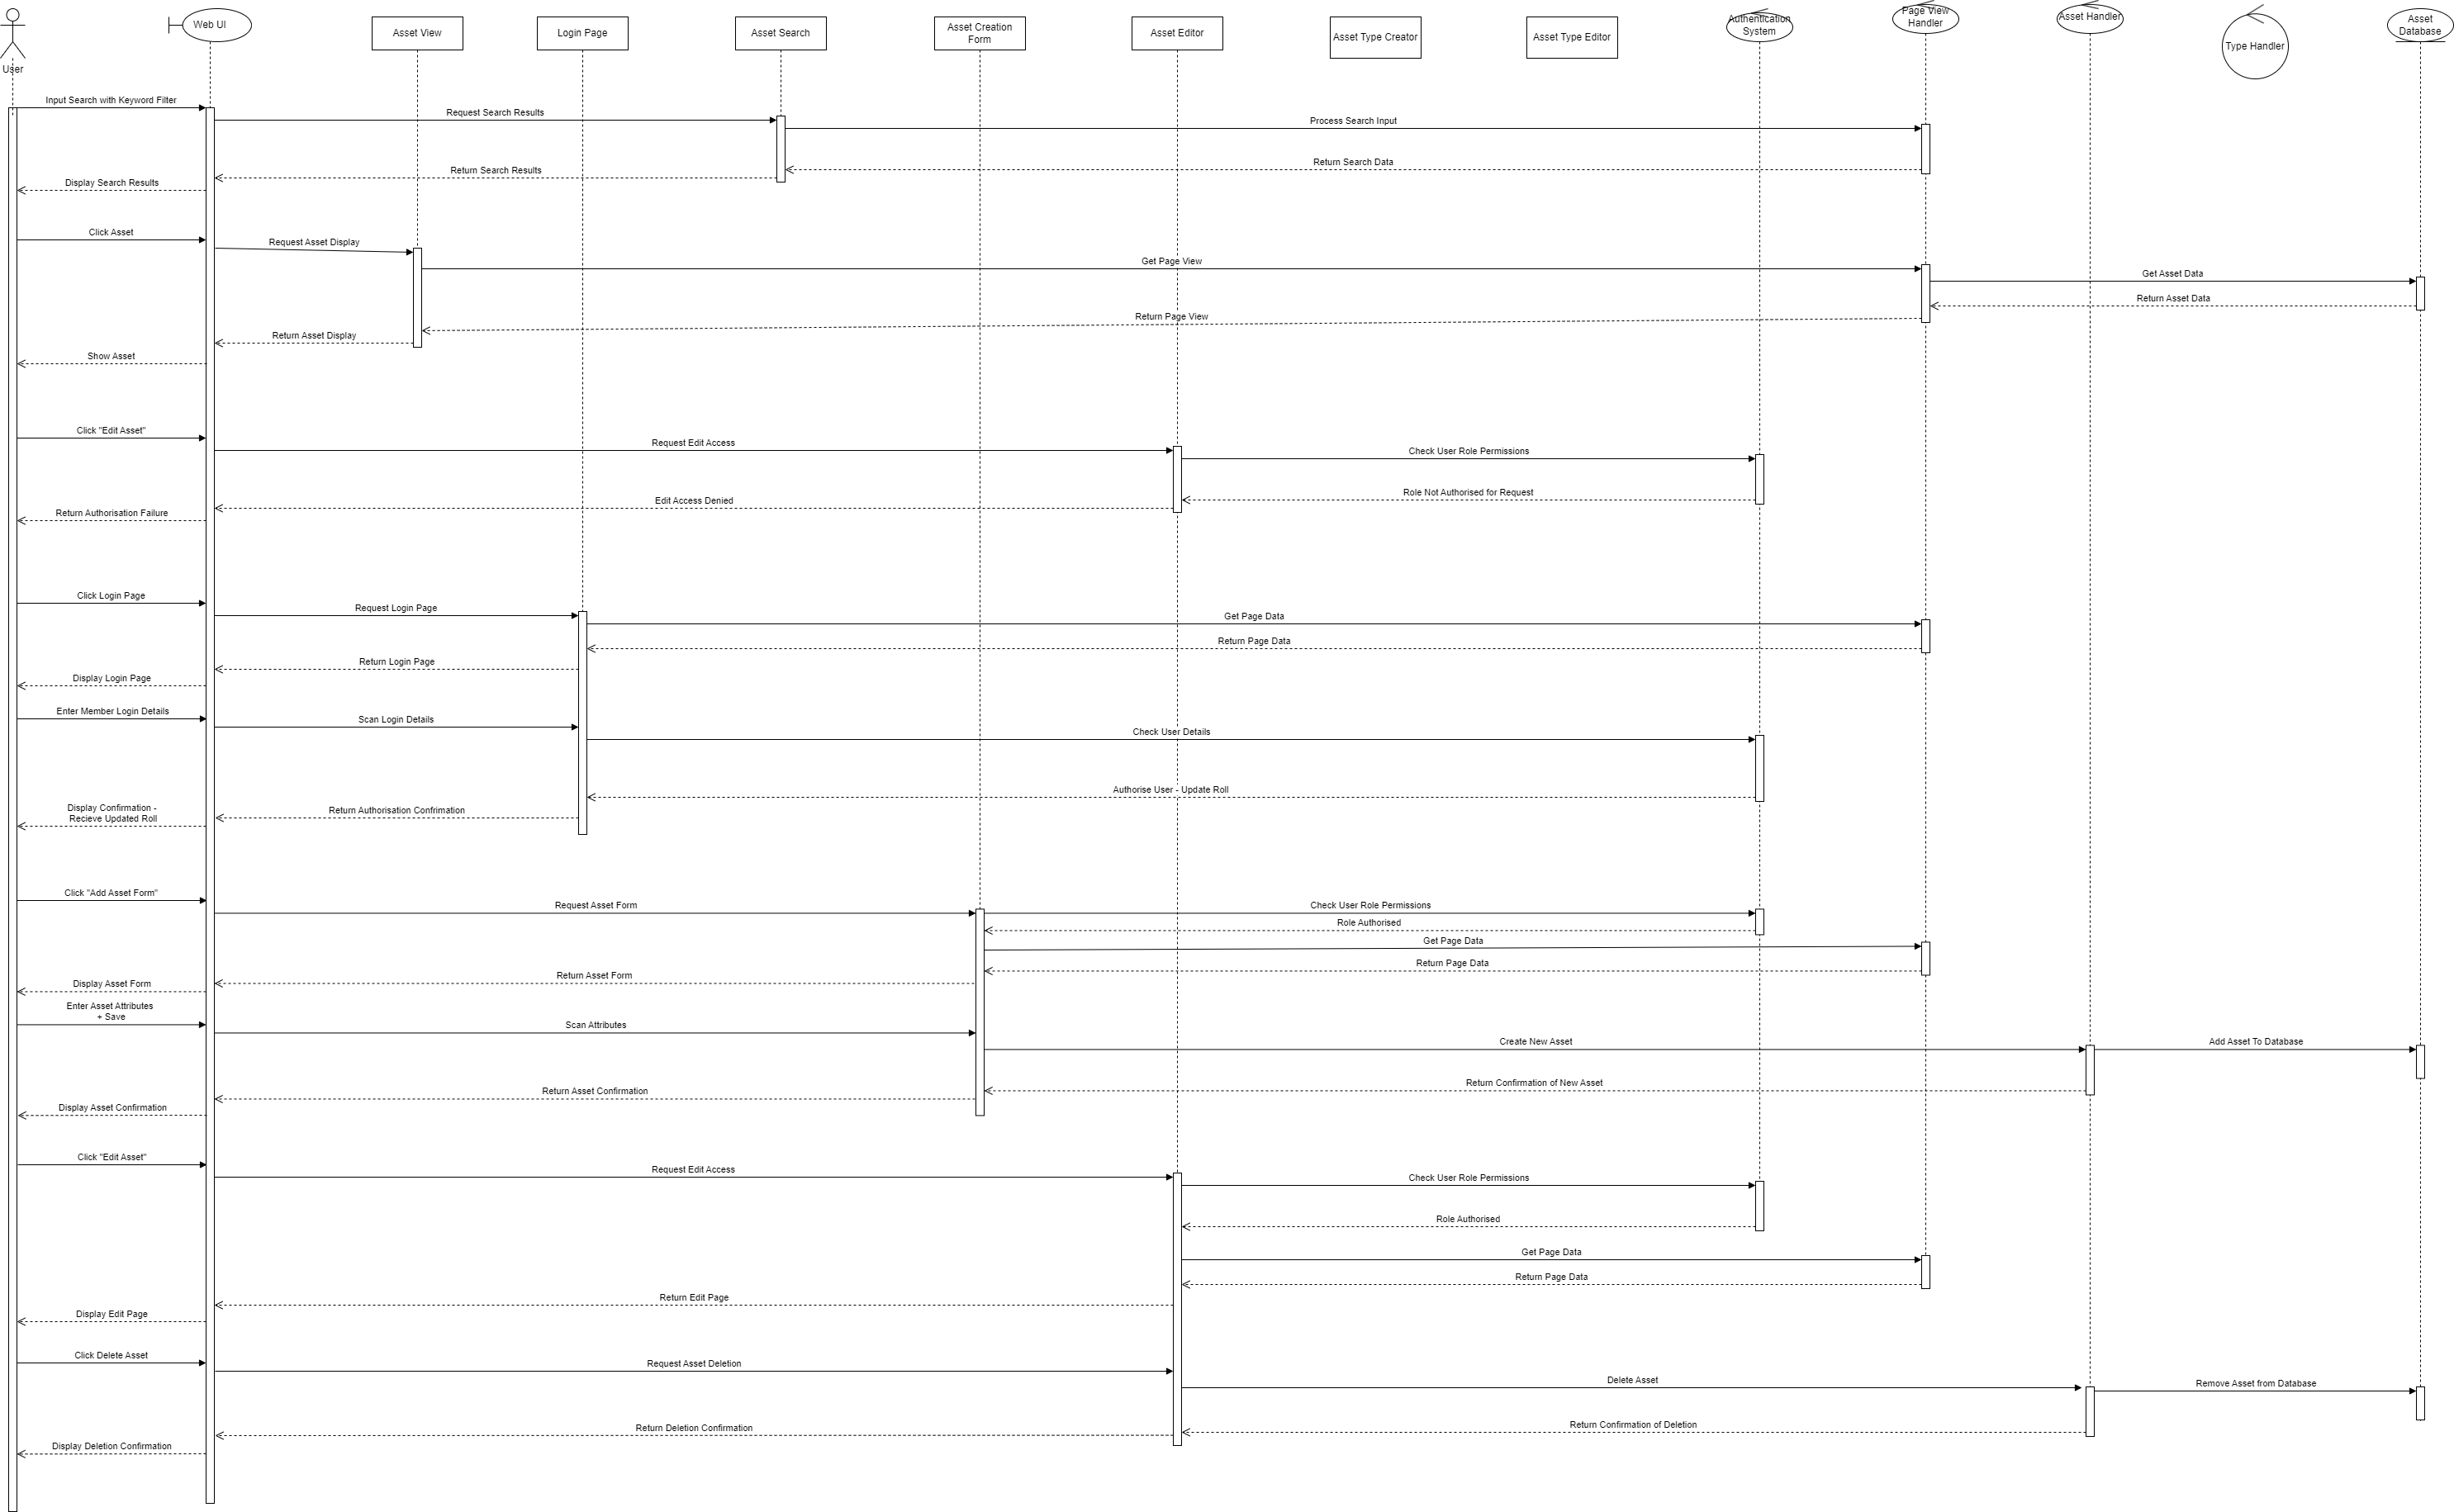 User
Web UI
Asset View
Login Page
Asset Search
Asset Creation
Form
Asset Editor
Asset Type Creator
Asset Type Editor
Authentication
System
Page View
Handler
Asset Handler
Type Handler
Asset
Database
Input Search with Keyword Filter
Request Search Results
Process Search Input
Return Search Data
Return Search Results
Display Search Results
Click Asset
Request Asset Display
Get Page View
Get Asset Data
Return Asset Data
Return Page View
Return Asset Display
Show Asset
Click "Edit Asset"
Request Edit Access
Check User Role Permissions
Role Not Authorised for Request
Edit Access Denied
Return Authorisation Failure
Click Login Page
Request Login Page
Get Page Data
Return Page Data
Return Login Page
Display Login Page
Enter Member Login Details
Scan Login Details
Check User Details
Authorise User - Update Roll
Return Authorisation Confrimation
Display Confirmation -
Recieve Updated Roll
Click "Add Asset Form"
Request Asset Form
Check User Role Permissions
Role Authorised
Get Page Data
Return Page Data
Return Asset Form
Display Asset Form
Enter Asset Attributes
+ Save
Scan Attributes
Create New Asset
Add Asset To Database
Return Confirmation of New Asset
Return Asset Confirmation
Display Asset Confirmation
Click "Edit Asset"
Request Edit Access
Check User Role Permissions
Role Authorised
Get Page Data
Return Page Data
Return Edit Page
Display Edit Page
Click Delete Asset
Request Asset Deletion
Delete Asset
Remove Asset from Database
Return Confirmation of Deletion
Return Deletion Confirmation
Display Deletion Confirmation